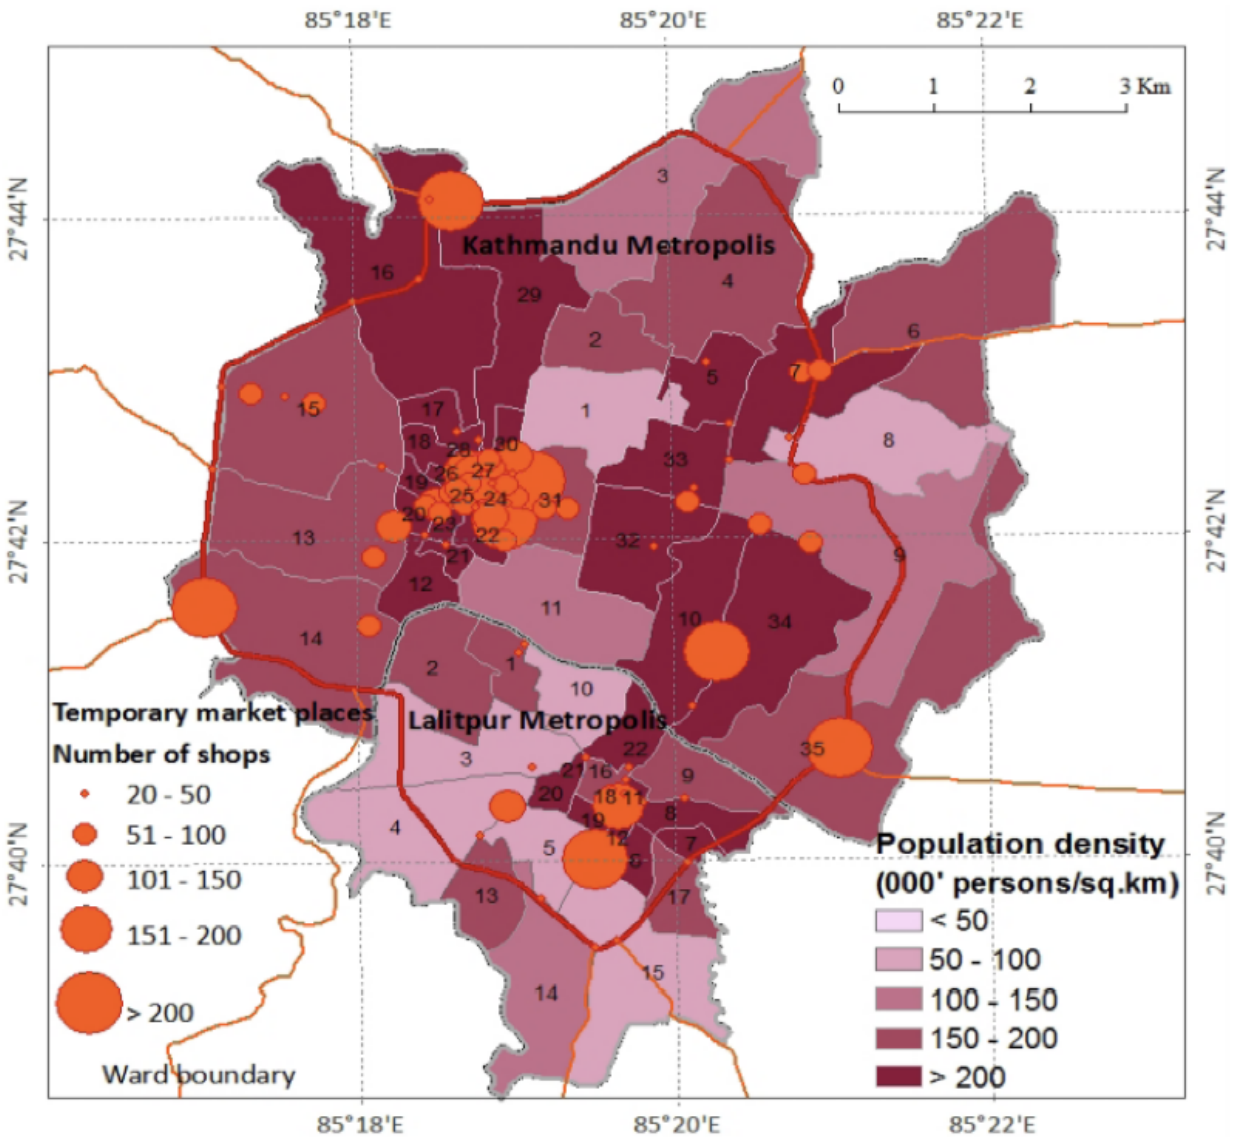 85°18'E 85°20'E 85°22'E
0 1 2 3 Km
27°44'N 27°44'N
3
Kathmandu Metropolis
16
29
4
6
2
5
7
15
17
1
8
18
28 30
33
26 27
19
25 24 31
20 23
22
13
32
21
9
12
11
10 34
14
2 1
10
Temporary market places
Lalitpur Metropolis
Number of shops
22
35
3
21 16
9
20 - 50
20
18 11
8
19
51 - 100
4
12
5
7
101 - 150
27°42'N 27°42'N
27°40'N 27°40'N
Population density
(000' persons/sq.km)
13
17
< 50
151 - 200
50 - 100
15
14
100 - 150
> 200
150 - 200
Ward boundary
> 200
85°18'E 85°20'E 85°22'E